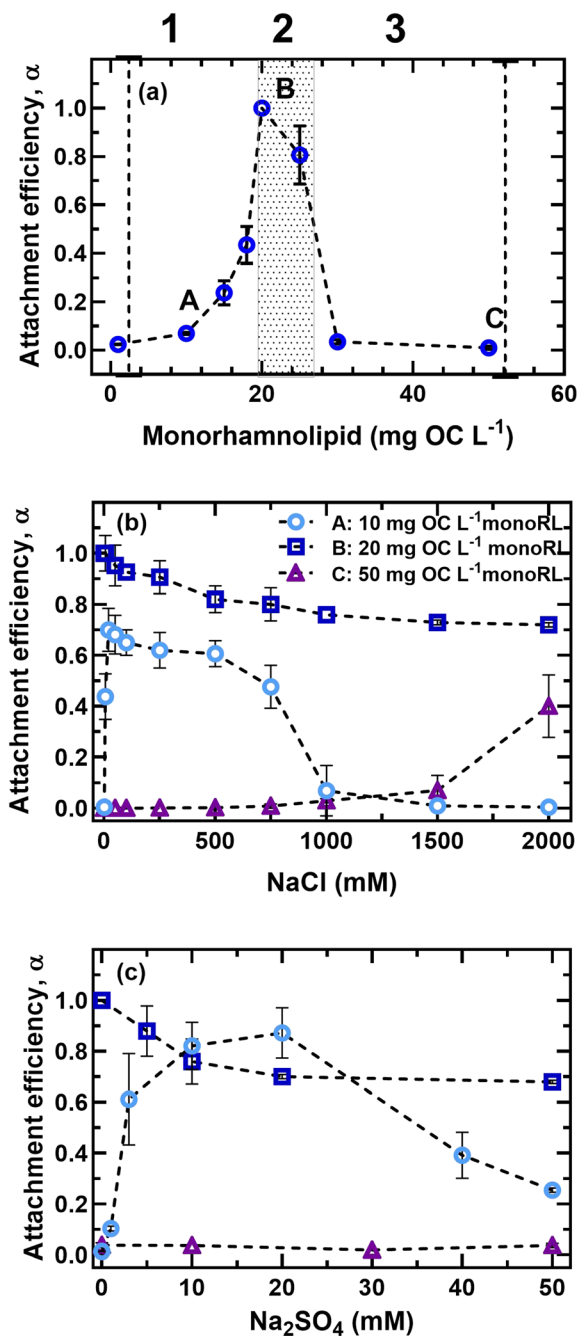 1 2 3
(a)
B
A
C
Attachment efficiency, α
1.0
0.8
0.6
0.4
0.2
0.0
0 20 40 60
Monorhamnolipid (mg OC L⁻¹)
(b)
A: 10 mg OC L⁻¹monoRL
B: 20 mg OC L⁻¹ monoRL
C: 50 mg OC L⁻¹monoRL
Attachment efficiency, α
1.0
0.8
0.6
0.4
0.2
0.0
0 500 1000 1500 2000
NaCl (mM)
(c)
Attachment efficiency, α
1.0
0.8
0.6
0.4
0.2
0.0
0 10 20 30 40 50
Na₂SO₄ (mM)